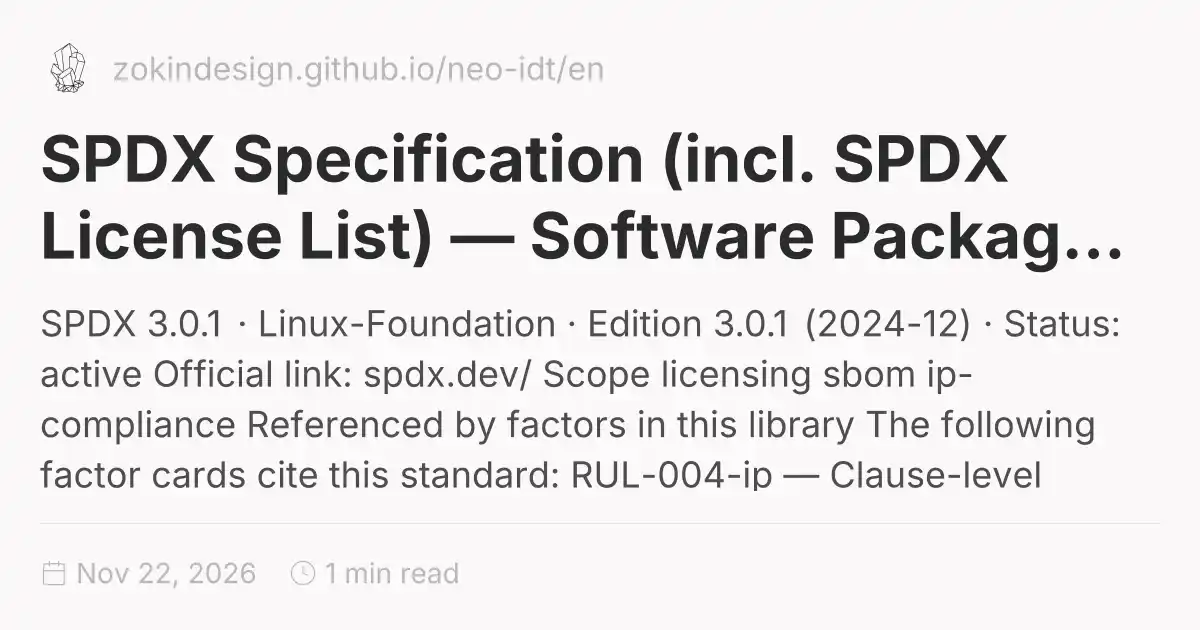 zokindesign.github.io/neo-idt/en
SPDX Specification (incl. SPDX
License List) — Software Packag...
SPDX 3.0.1 · Linux-Foundation · Edition 3.0.1 (2024-12) · Status:
active Official link: spdx.dev/ Scope licensing sbom ip-
compliance Referenced by factors in this library The following
factor cards cite this standard: RUL-004-ip — Clause-level
Nov 22, 2026 1 min read